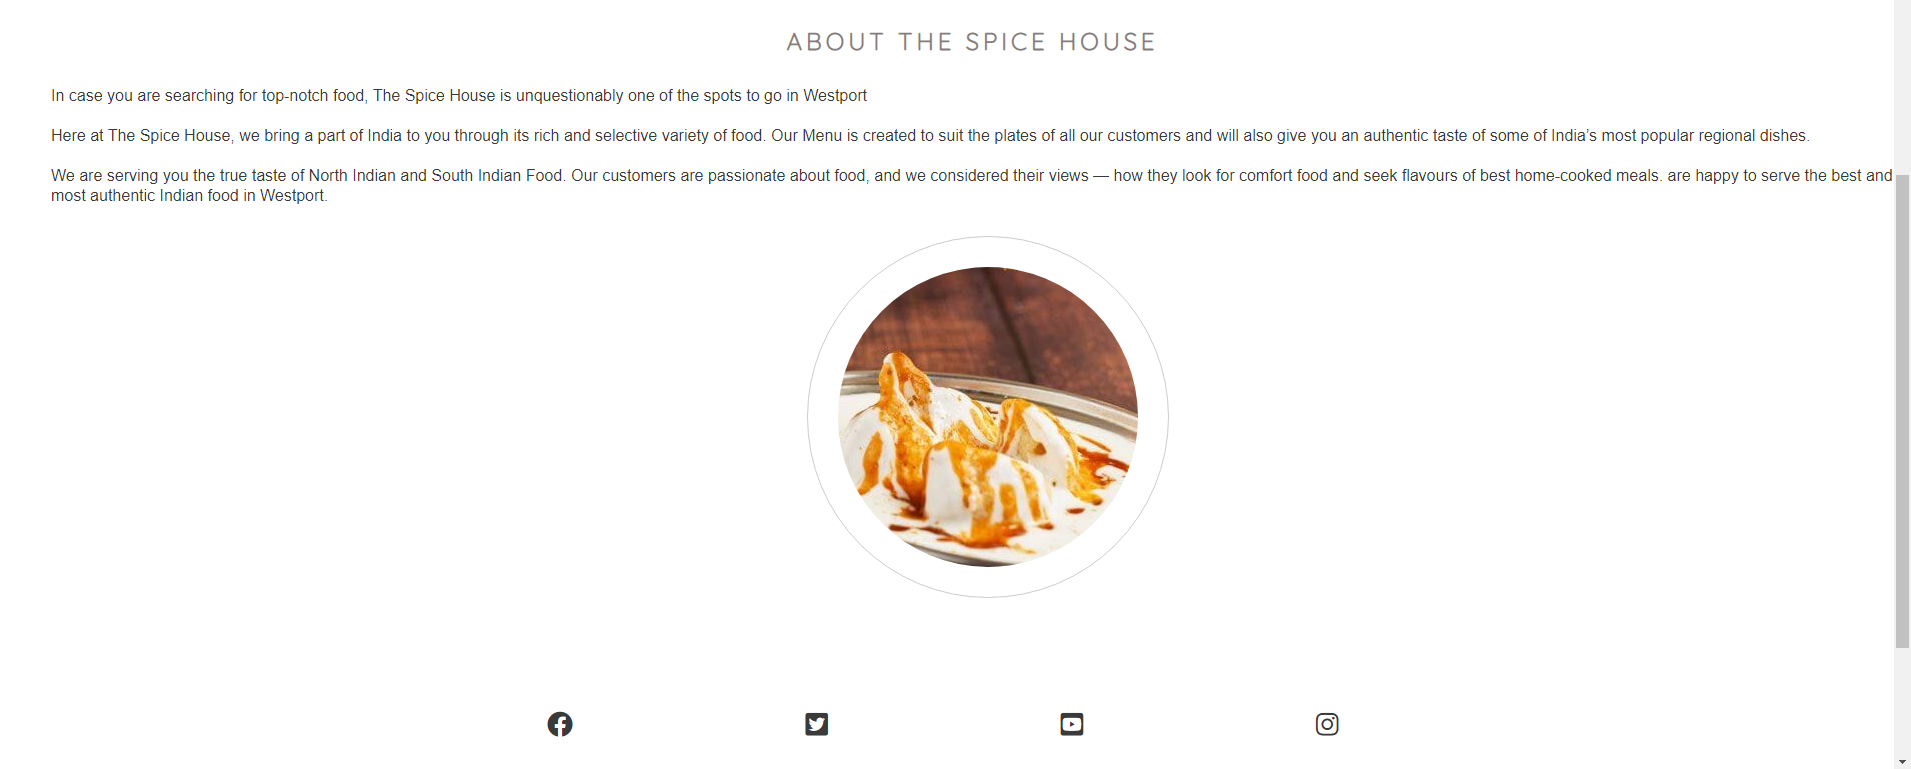 ABOUT THE SPICE HOUSE
In case you are searching for top-notch food, The Spice House is unquestionably one of the spots to go in Westport
Here at The Spice House, we bring a part of India to you through its rich and selective variety of food. Our Menu is created to suit the plates of all our customers and will also give you an authentic taste of some of India’s most popular regional dishes.
We are serving you the true taste of North Indian and South Indian Food. Our customers are passionate about food, and we considered their views — how they look for comfort food and seek flavours of best home-cooked meals. are happy to serve the best and
most authentic Indian food in Westport.